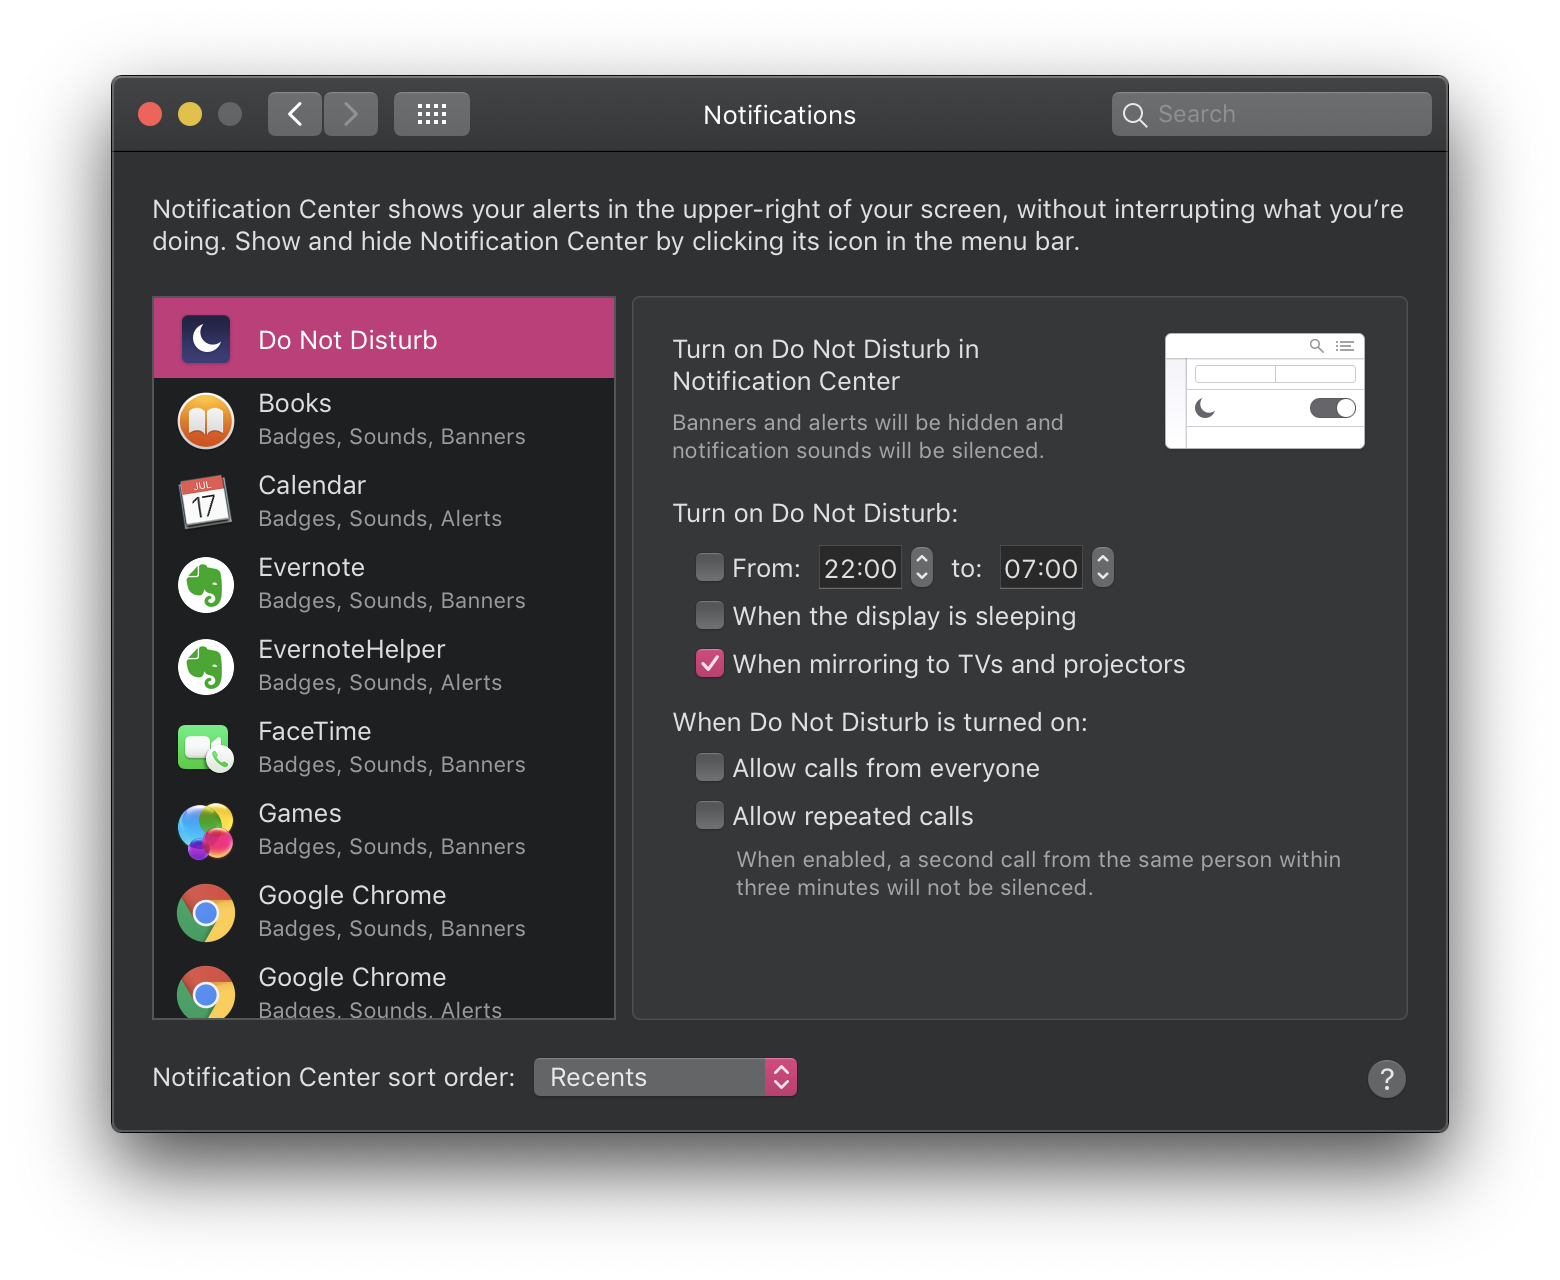 Notifications
Search
Notification Center shows your alerts in the upper-right of your screen, without interrupting what you’re
doing. Show and hide Notification Center by clicking its icon in the menu bar.
Do Not Disturb
Books
Badges, Sounds, Banners
JUL
17
Calendar
Badges, Sounds, Alerts
Evernote
Badges, Sounds, Banners
EvernoteHelper
Badges, Sounds, Alerts
FaceTime
Badges, Sounds, Banners
Games
Badges, Sounds, Banners
Google Chrome
Badges, Sounds, Banners
Google Chrome
Badges, Sounds, Alerts
Turn on Do Not Disturb in
Notification Center
Banners and alerts will be hidden and
notification sounds will be silenced.
Turn on Do Not Disturb:
From: 22:00 to: 07:00
When the display is sleeping
When mirroring to TVs and projectors
When Do Not Disturb is turned on:
Allow calls from everyone
Allow repeated calls
When enabled, a second call from the same person within
three minutes will not be silenced.
Notification Center sort order: Recents
?